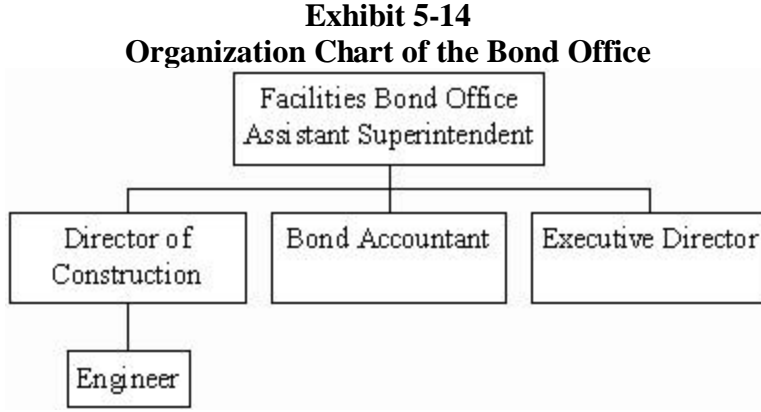 Exhibit 5-14
Organization Chart of the Bond Office
Facilities Bond Office
Assistant Superintendent
Director of
Construction
Bond Accountant
Executive Director
Engineer